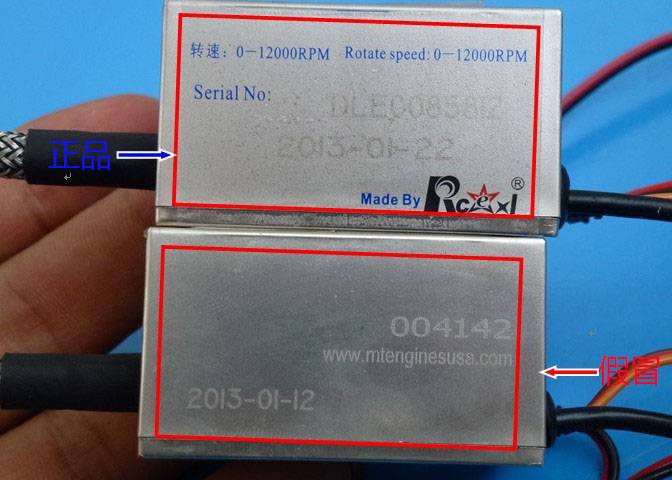 转速：0-12000RPM Rotate speed: 0-12000RPM
Serial No: DLE0085812
2013-01-22
正品
Made By Rcexl®
004142
www.mtenginesusa.com
假冒
2013-01-12